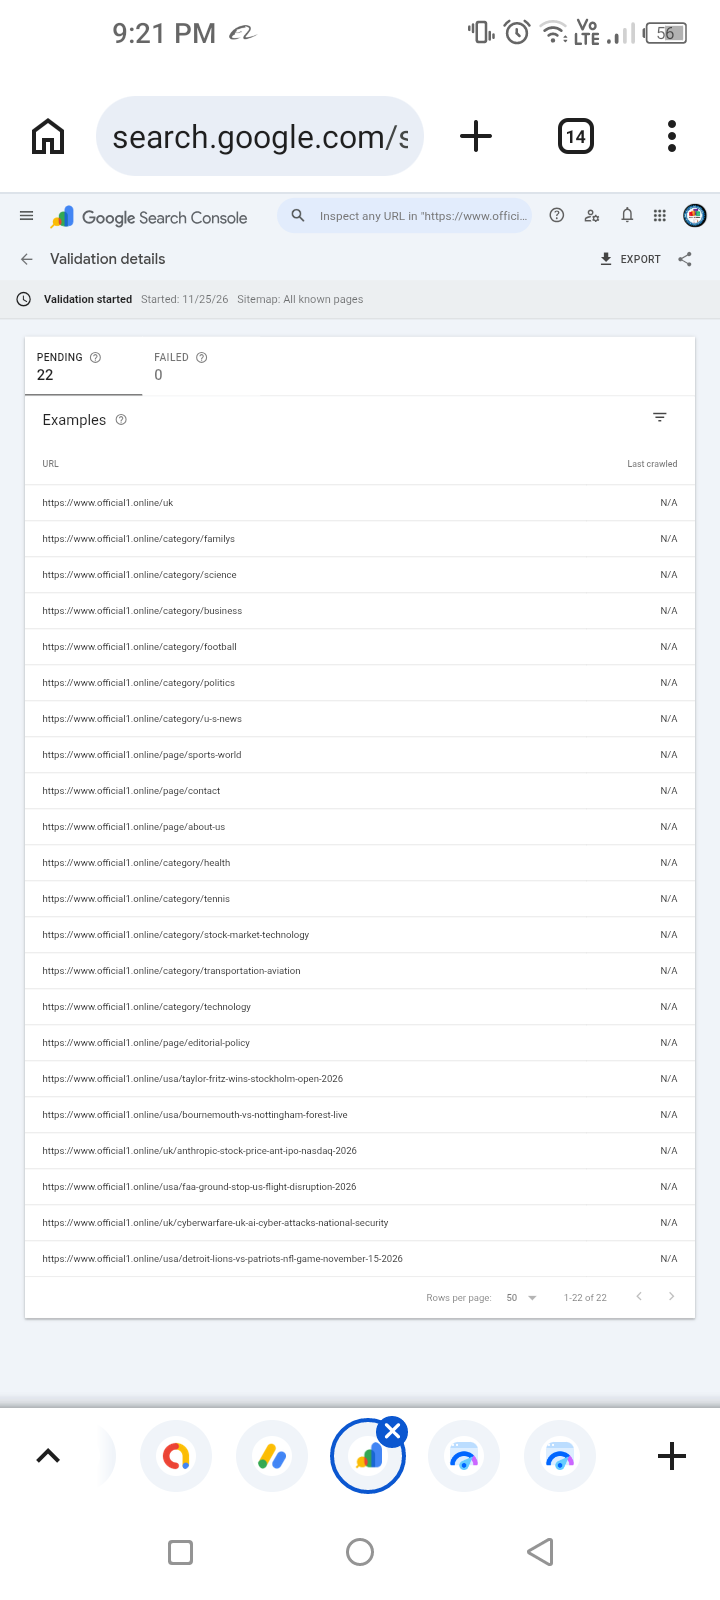 9:21 PM
Vo
LTE
56
search.google.com/s
14
Google Search Console
Inspect any URL in "https://www.offici...
Validation details
EXPORT
Validation started Started: 11/25/26 Sitemap: All known pages
PENDING
22
FAILED
0
Examples
URL Last crawled
https://www.official1.online/uk N/A
https://www.official1.online/category/familys N/A
https://www.official1.online/category/science N/A
https://www.official1.online/category/business N/A
https://www.official1.online/category/football N/A
https://www.official1.online/category/politics N/A
https://www.official1.online/category/u-s-news N/A
https://www.official1.online/page/sports-world N/A
https://www.official1.online/page/contact N/A
https://www.official1.online/page/about-us N/A
https://www.official1.online/category/health N/A
https://www.official1.online/category/tennis N/A
https://www.official1.online/category/stock-market-technology N/A
https://www.official1.online/category/transportation-aviation N/A
https://www.official1.online/category/technology N/A
https://www.official1.online/page/editorial-policy N/A
https://www.official1.online/usa/taylor-fritz-wins-stockholm-open-2026 N/A
https://www.official1.online/usa/bournemouth-vs-nottingham-forest-live N/A
https://www.official1.online/uk/anthropic-stock-price-ant-ipo-nasdaq-2026 N/A
https://www.official1.online/usa/faa-ground-stop-us-flight-disruption-2026 N/A
https://www.official1.online/uk/cyberwarfare-uk-ai-cyber-attacks-national-security N/A
https://www.official1.online/usa/detroit-lions-vs-patriots-nfl-game-november-15-2026 N/A
Rows per page: 50 1-22 of 22